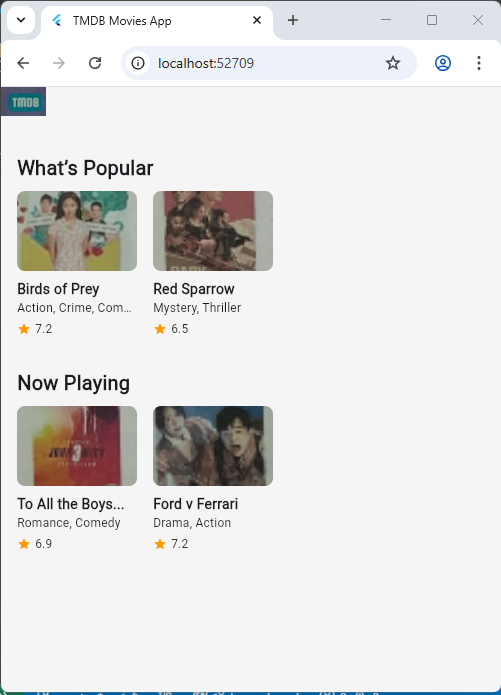 TMDB Movies App
localhost:52709
TMDB
What's Popular
Birds of Prey
Red Sparrow
Action, Crime, Com...
Mystery, Thriller
7.2
6.5
Now Playing
To All the Boys...
Ford v Ferrari
Romance, Comedy
Drama, Action
6.9
7.2